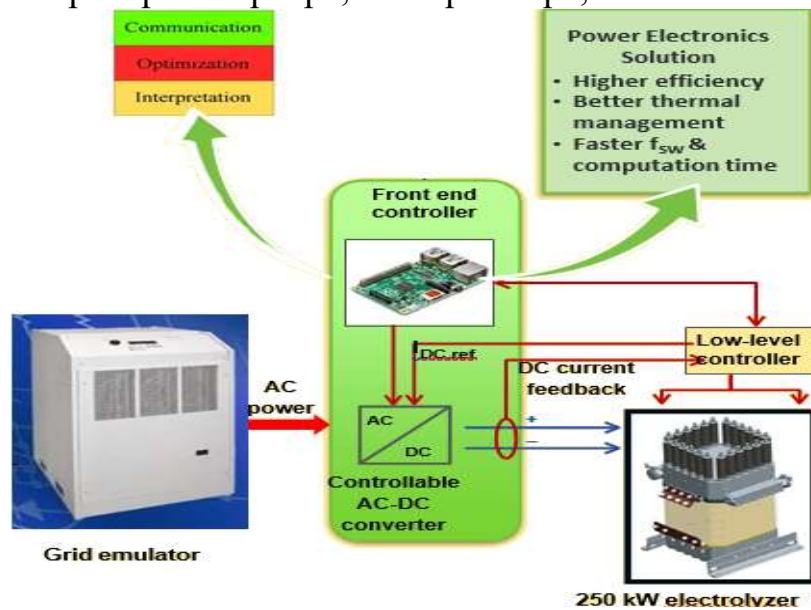 Communication
Optimization
Interpretation
Power Electronics
Solution
• Higher efficiency
• Better thermal
management
• Faster fsw &
computation time
Front end
controller
DC ref.
Low-level
controller
DC current
feedback
AC
power
AC
DC
+
−
Controllable
AC-DC
converter
Grid emulator
250 kW electrolyzer